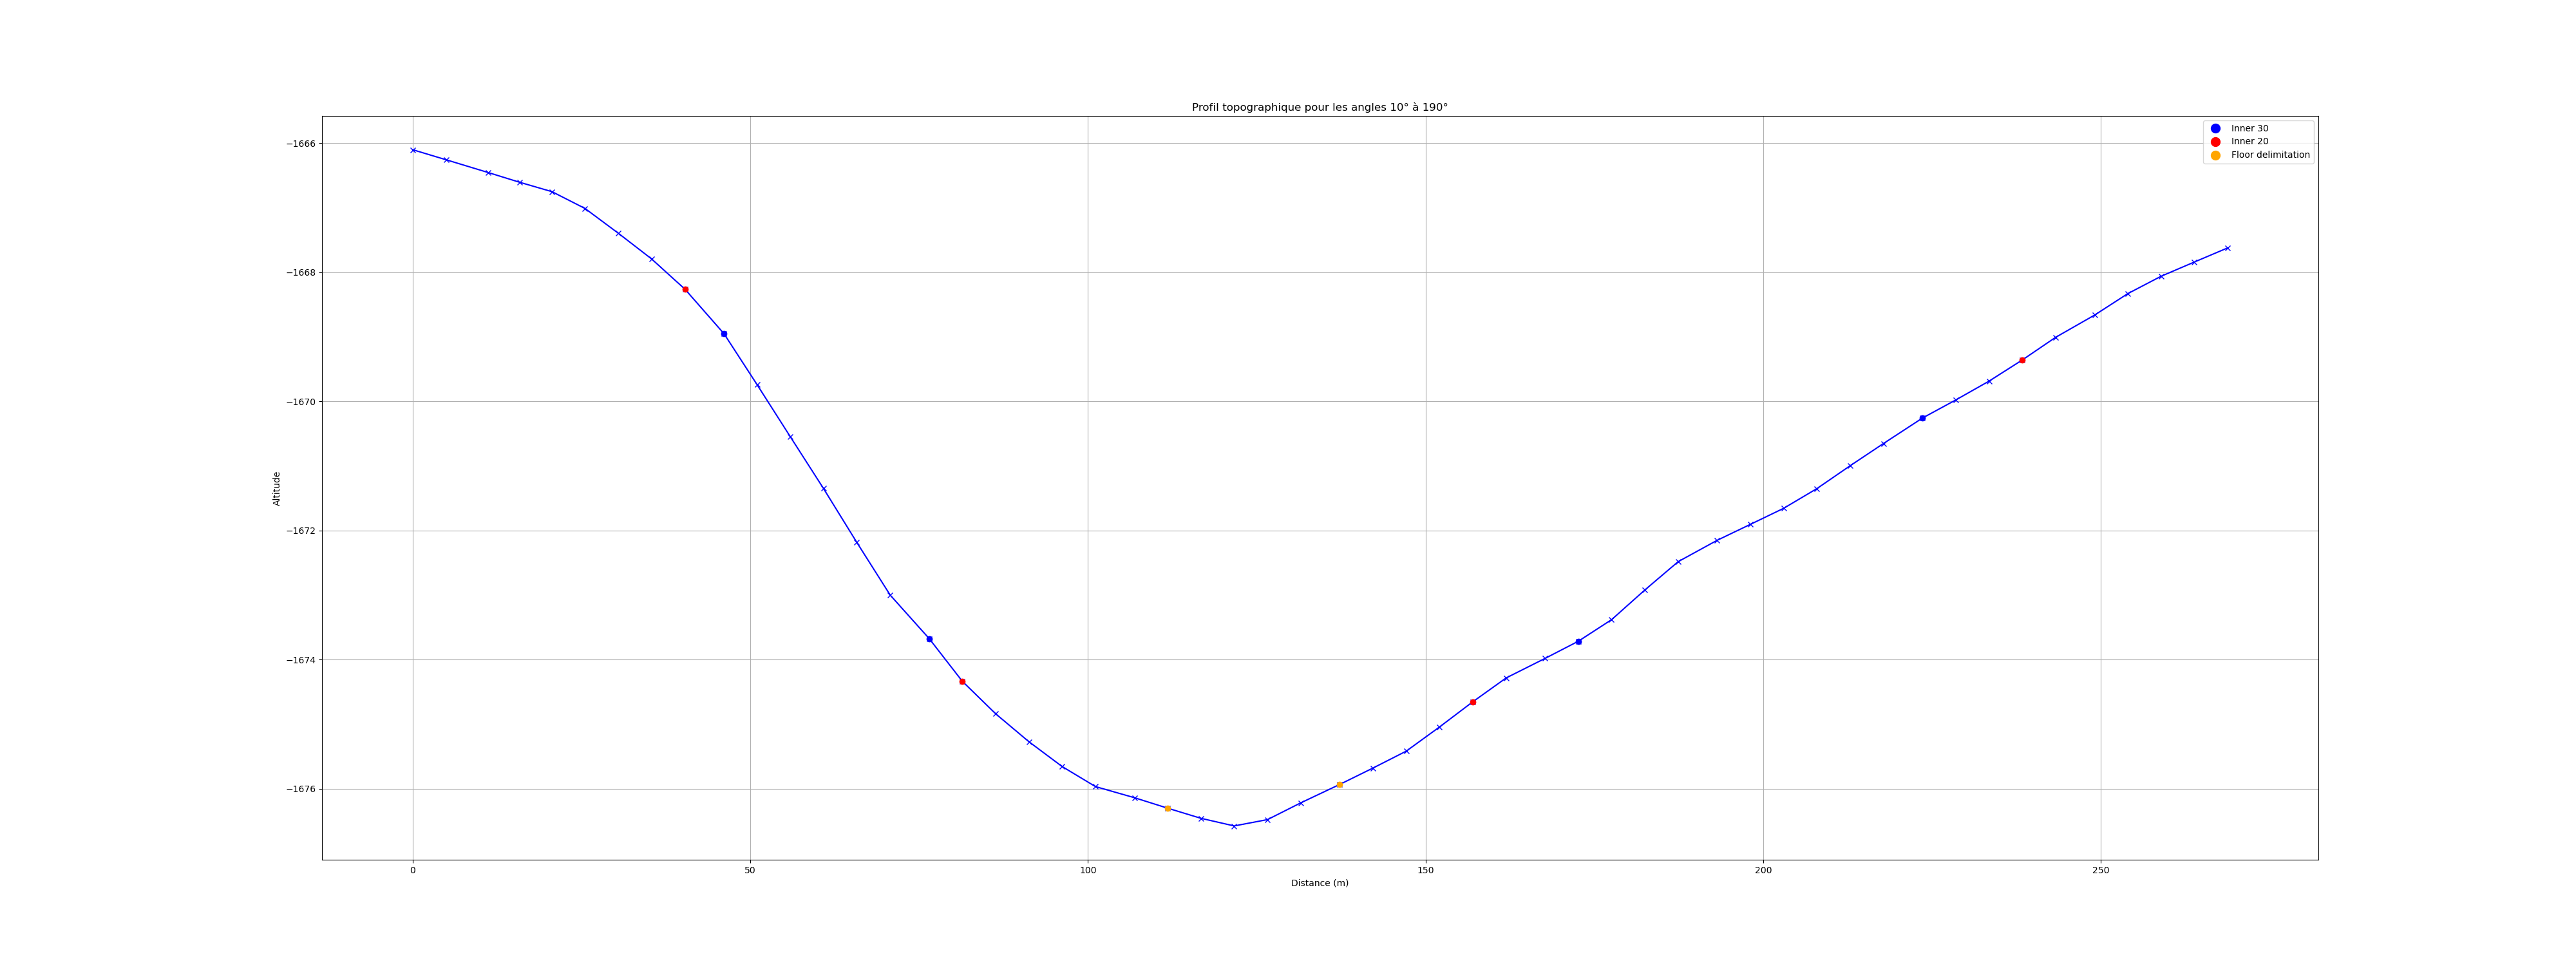 Profil topographique pour les angles 10° à 190°
Inner 30
Inner 20
Floor delimitation
−1666
−1668
−1670
−1672
−1674
−1676
Altitude
0
50
100
150
200
250
Distance (m)